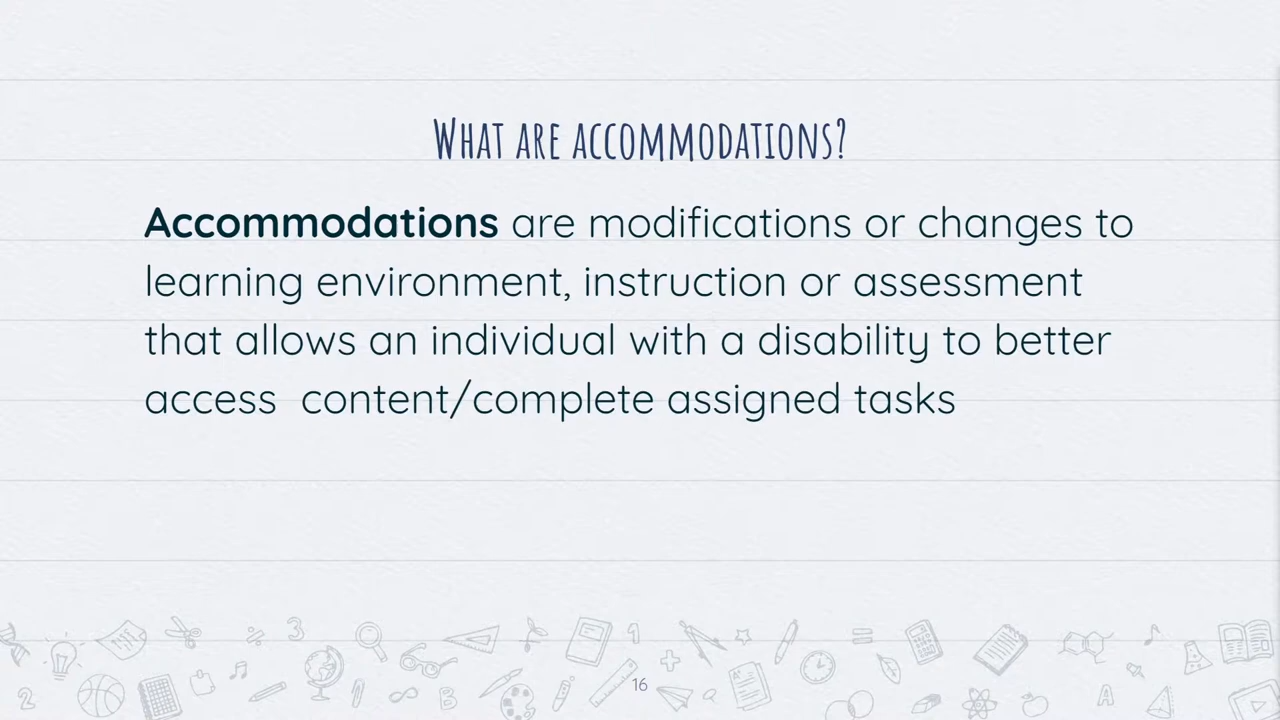 What are accommodations?
Accommodations are modifications or changes to
learning environment, instruction or assessment
that allows an individual with a disability to better
access  content/complete assigned tasks
16